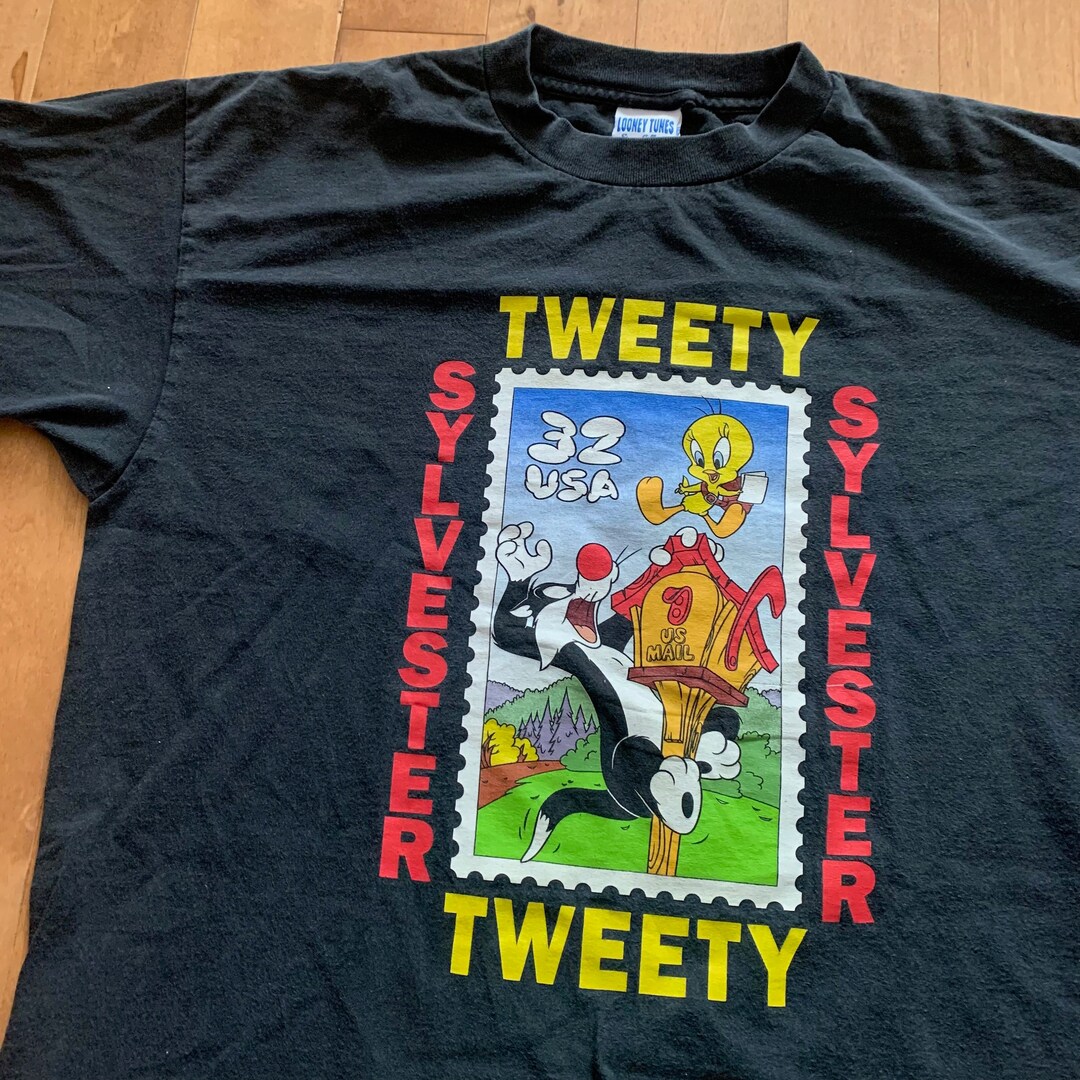 LOONEY TUNES
TWEETY
SYLVESTER
SYLVESTER
32
USA
US
MAIL
TWEETY